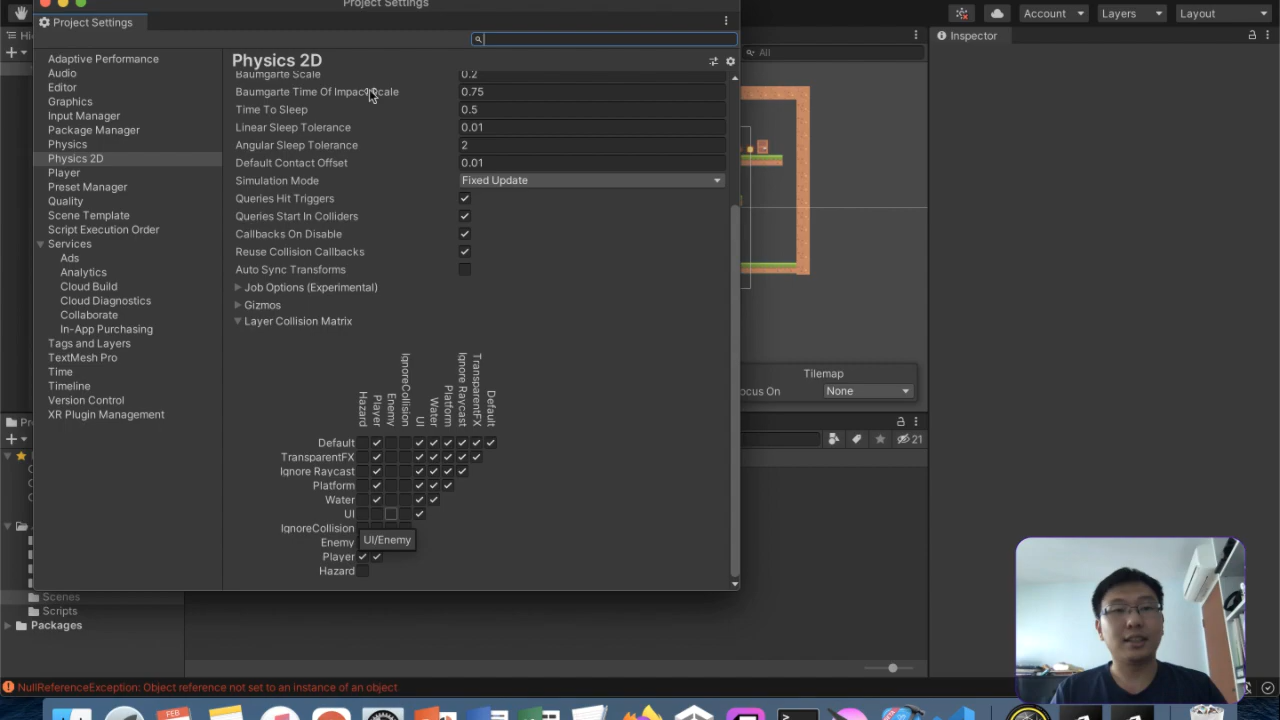 Project Settings
Account
Layers
Layout
Project Settings
Inspector
All
Adaptive Performance
Audio
Editor
Graphics
Input Manager
Package Manager
Physics
Physics 2D
Player
Preset Manager
Quality
Scene Template
Script Execution Order
Services
Ads
Analytics
Cloud Build
Cloud Diagnostics
Collaborate
In-App Purchasing
Tags and Layers
TextMesh Pro
Time
Timeline
Version Control
XR Plugin Management
Physics 2D
Baumgarte Scale 0.2
Baumgarte Time Of Impact Scale 0.75
Time To Sleep 0.5
Linear Sleep Tolerance 0.01
Angular Sleep Tolerance 2
Default Contact Offset 0.01
Simulation Mode Fixed Update
Queries Hit Triggers
Queries Start In Colliders
Callbacks On Disable
Reuse Collision Callbacks
Auto Sync Transforms
Job Options (Experimental)
Gizmos
Layer Collision Matrix
Hazard
Player
Enemy
IgnoreCollision
UI
Water
Platform
Ignore Raycast
TransparentFX
Default
Default
TransparentFX
Ignore Raycast
Platform
Water
UI
IgnoreCollision
Enemy
UI/Enemy
Player
Hazard
Tilemap
ocus On None
21
Scenes
Scripts
Packages
NullReferenceException: Object reference not set to an instance of an object
FEB